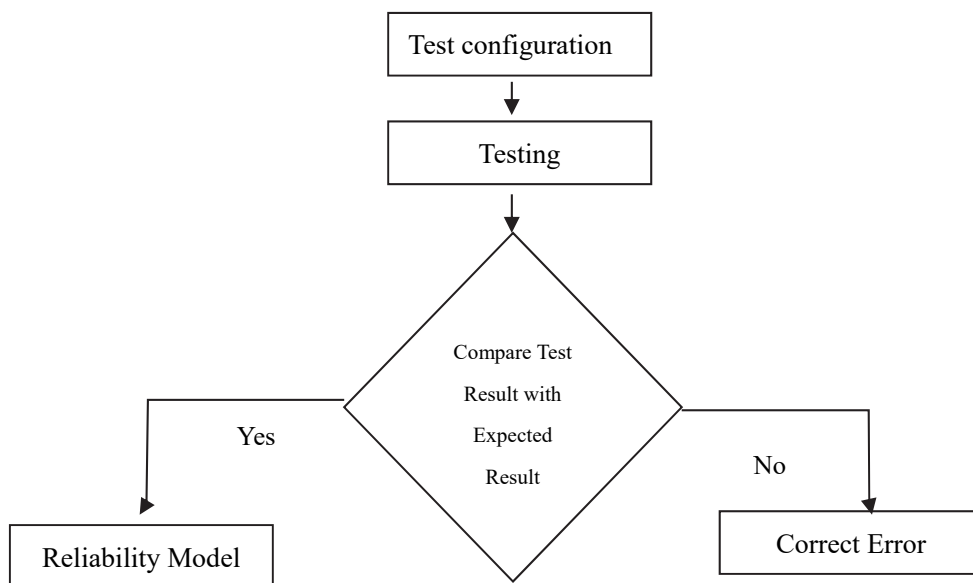 Test configuration
Testing
Compare Test
Result with
Expected
Result
Yes
No
Reliability Model
Correct Error